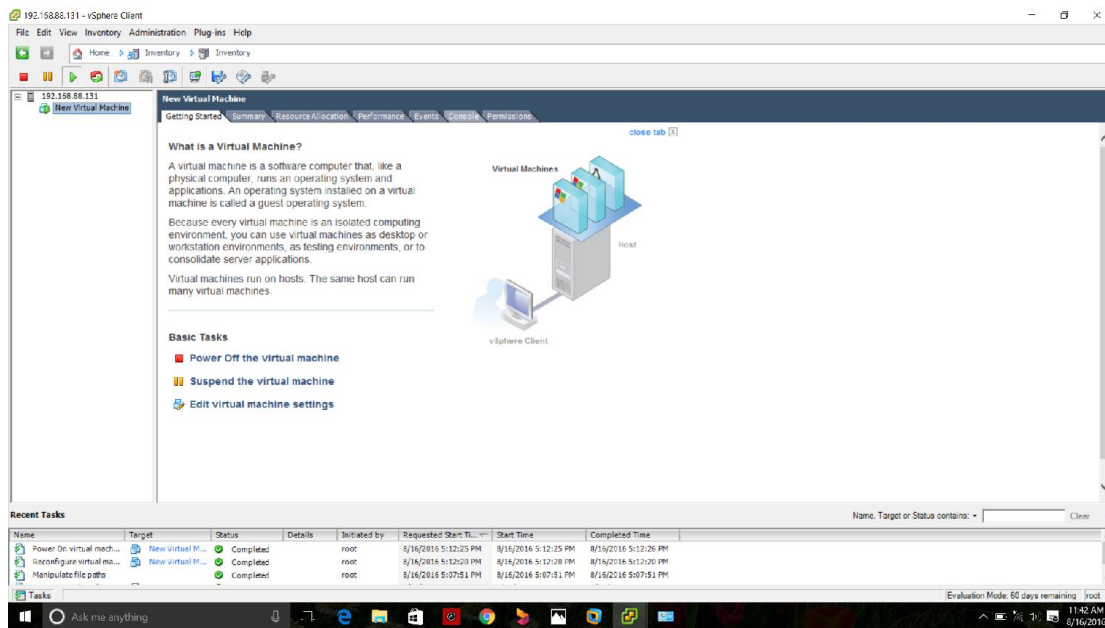 192.168.88.131 - vSphere Client
File Edit View Inventory Administration Plug-ins Help
Home Inventory Inventory
192.168.88.131
New Virtual Machine
New Virtual Machine
Getting Started Summary Resource Allocation Performance Events Console Permissions
close tab X
What is a Virtual Machine?
A virtual machine is a software computer that, like a
physical computer, runs an operating system and
applications. An operating system installed on a virtual
machine is called a guest operating system.
Because every virtual machine is an isolated computing
environment, you can use virtual machines as desktop or
workstation environments, as testing environments, or to
consolidate server applications.
Virtual machines run on hosts. The same host can run
many virtual machines.
Virtual Machines
Host
vSphere Client
Basic Tasks
Power Off the virtual machine
Suspend the virtual machine
Edit virtual machine settings
Recent Tasks
Name, Target or Status contains:
Clear
Name Target Status Details Initiated by Requested Start Ti... Start Time Completed Time
Power On virtual mach... New Virtual M... Completed root 8/16/2016 5:12:25 PM 8/16/2016 5:12:25 PM 8/16/2016 5:12:26 PM
Reconfigure virtual ma... New Virtual M... Completed root 8/16/2016 5:12:20 PM 8/16/2016 5:12:20 PM 8/16/2016 5:12:20 PM
Manipulate file paths Completed root 8/16/2016 5:07:51 PM 8/16/2016 5:07:51 PM 8/16/2016 5:07:51 PM
Tasks
Evaluation Mode: 60 days remaining root
Ask me anything
11:42 AM
8/16/2016